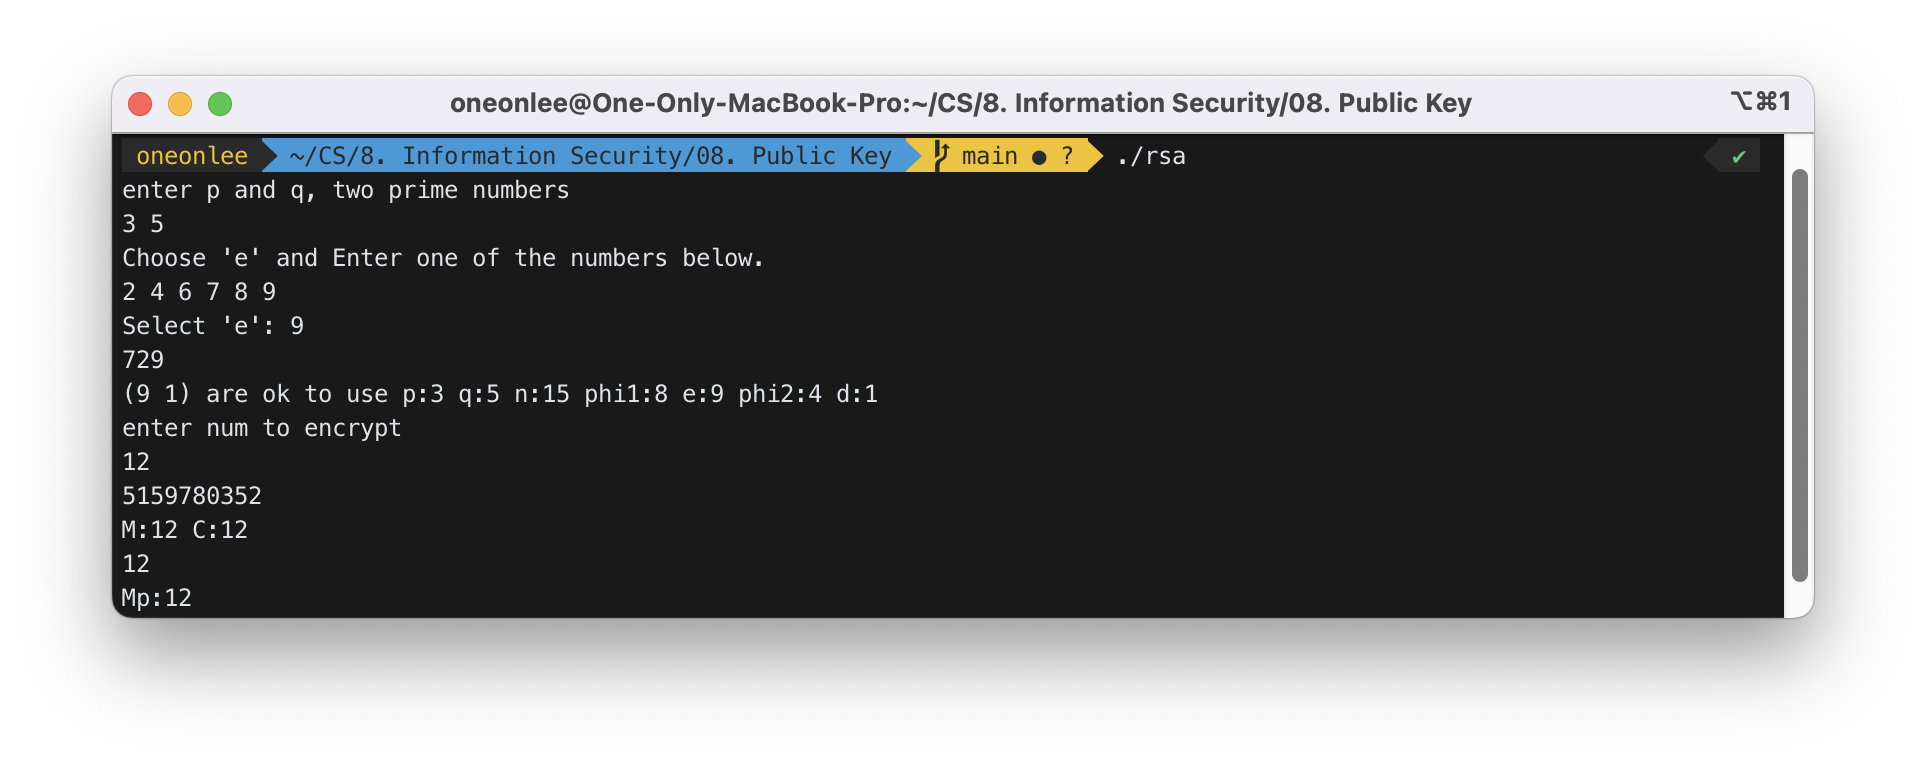 oneonlee@One-Only-MacBook-Pro:~/CS/8. Information Security/08. Public Key ⌥⌘1
oneonlee ~/CS/8. Information Security/08. Public Key main ● ? ./rsa ✔
enter p and q, two prime numbers
3 5
Choose 'e' and Enter one of the numbers below.
2 4 6 7 8 9
Select 'e': 9
729
(9 1) are ok to use p:3 q:5 n:15 phi1:8 e:9 phi2:4 d:1
enter num to encrypt
12
5159780352
M:12 C:12
12
Mp:12